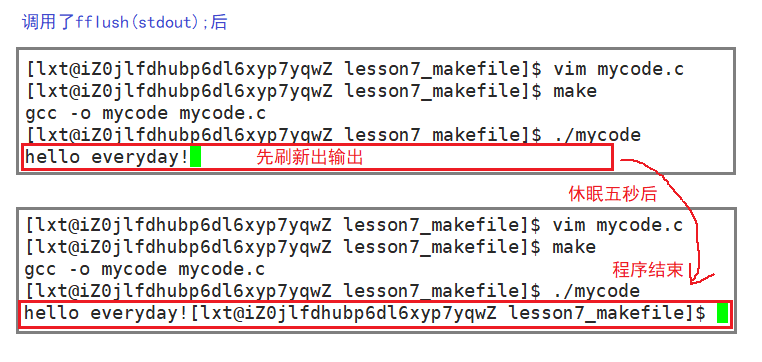 调用了fflush(stdout);后
[lxt@iZ0jlfdhubp6dl6xyp7yqwZ lesson7_makefile]$ vim mycode.c
[lxt@iZ0jlfdhubp6dl6xyp7yqwZ lesson7_makefile]$ make
gcc -o mycode mycode.c
[lxt@iZ0jlfdhubp6dl6xyp7yqwZ lesson7_makefile]$ ./mycode
hello everyday! 先刷新出输出
休眠五秒后
[lxt@iZ0jlfdhubp6dl6xyp7yqwZ lesson7_makefile]$ vim mycode.c
[lxt@iZ0jlfdhubp6dl6xyp7yqwZ lesson7_makefile]$ make
gcc -o mycode mycode.c
程序结束
[lxt@iZ0jlfdhubp6dl6xyp7yqwZ lesson7_makefile]$ ./mycode
hello everyday![lxt@iZ0jlfdhubp6dl6xyp7yqwZ lesson7_makefile]$